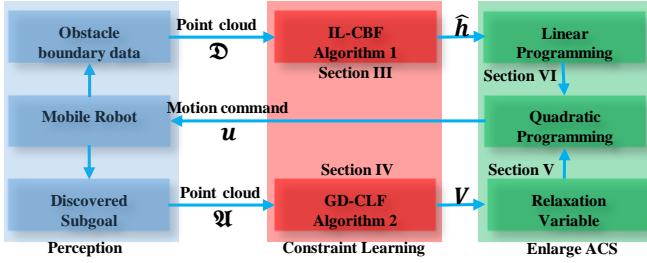 Obstacle
boundary data
Point cloud
𝔇
IL-CBF
Algorithm 1
Section III
ĥ
Linear
Programming
Section VI
Mobile Robot
Motion command
u
Quadratic
Programming
Section V
Discovered
Subgoal
Point cloud
𝔄
Section IV
GD-CLF
Algorithm 2
V
Relaxation
Variable
Perception
Constraint Learning
Enlarge ACS